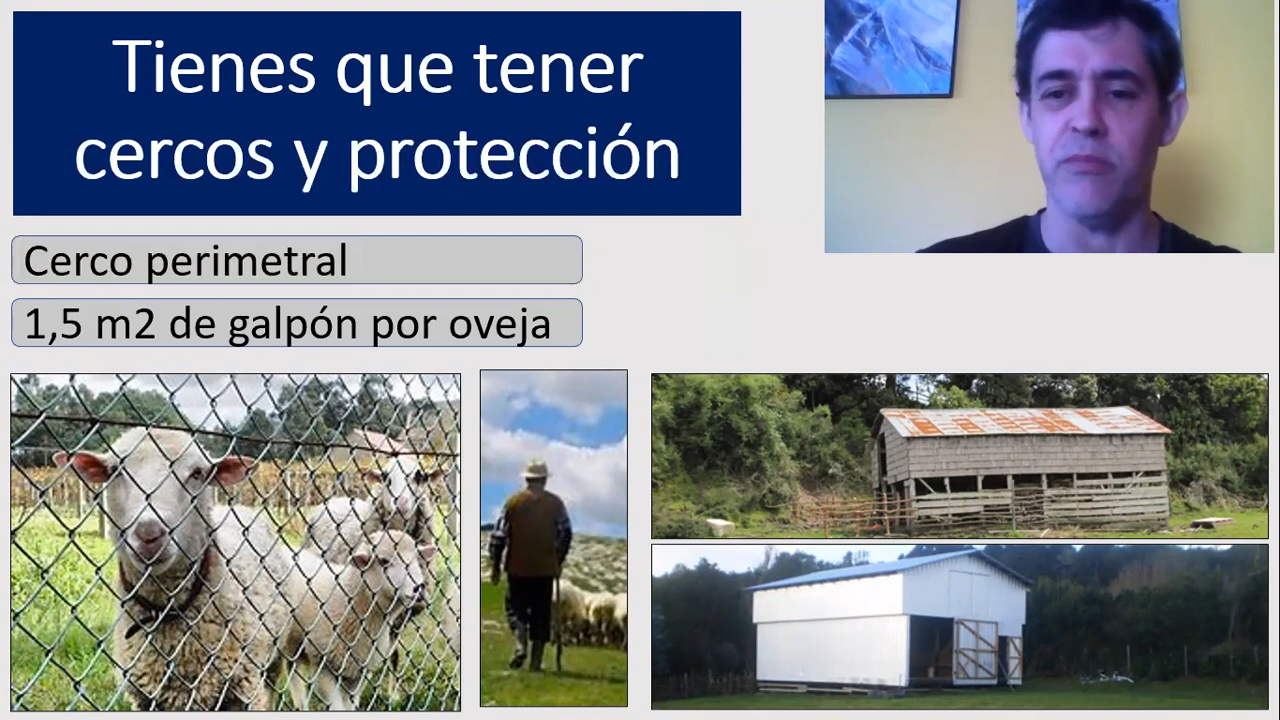 Tienes que tener
cercos y protección
Cerco perimetral
1,5 m2 de galpón por oveja